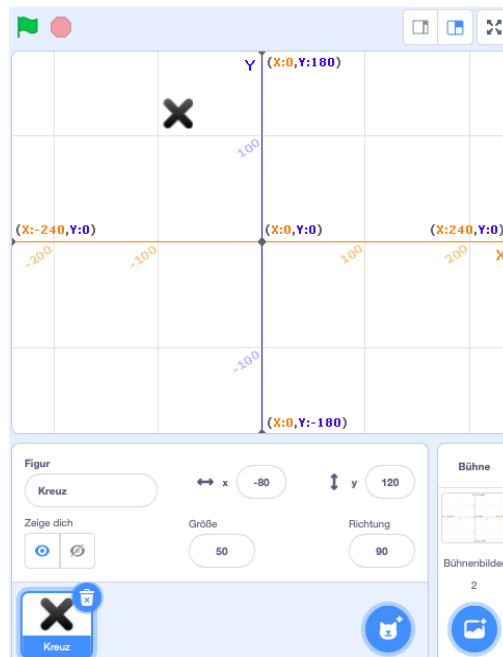 (X:0,Y:180)
Y
100
(X:-240,Y:0)
(X:0,Y:0)
(X:240,Y:0)
X
-200
-100
100
200
-100
(X:0,Y:-180)
Figur
Kreuz
x
-80
y
120
Zeige dich
Größe
50
Richtung
90
Kreuz
Bühne
Bühnenbilder
2